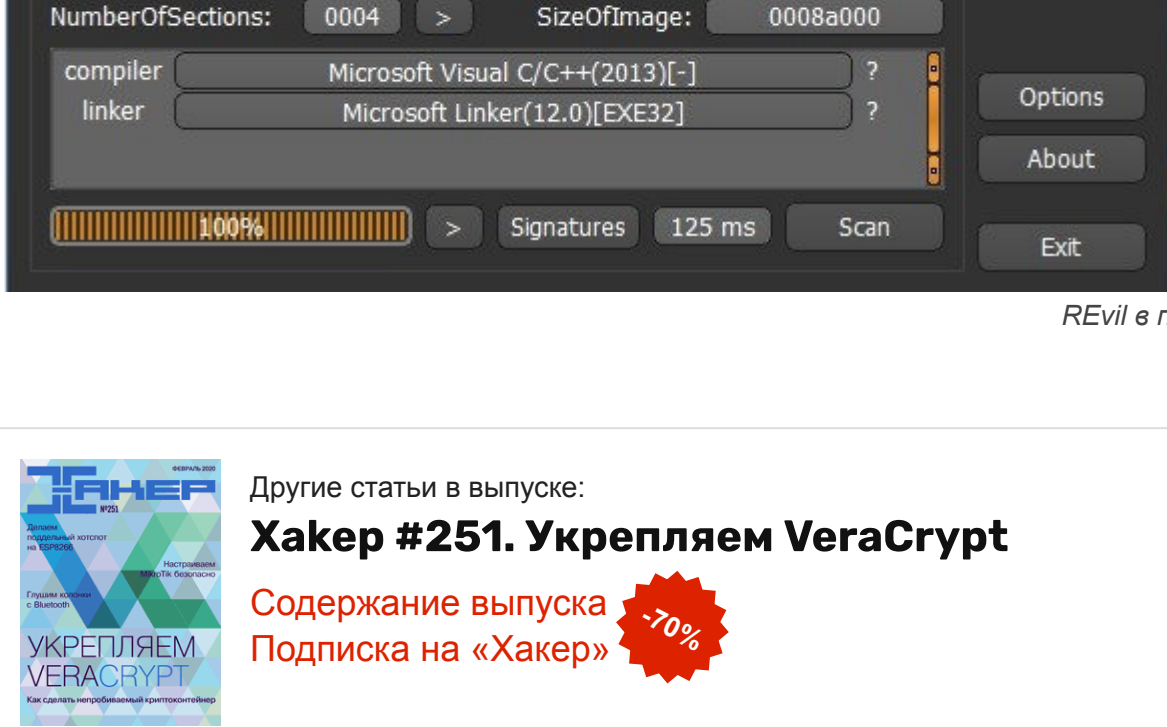 NumberOfSections: 0004 > SizeOfImage: 0008a000
compiler Microsoft Visual C/C++(2013)[-] ?
linker Microsoft Linker(12.0)[EXE32] ?
Options
About
100% > Signatures 125 ms Scan
Exit
REvil в
ФЕВРАЛЬ 2020
ХАКЕР
№251
Делаем
поддельный хотспот
на ESP8266
Настраиваем
MikroTik безопасно
Глушим колонки
с Bluetooth
УКРЕПЛЯЕМ
VERACRYPT
Как сделать непробиваемый криптоконтейнер
Другие статьи в выпуске:
Xakep #251. Укрепляем VeraCrypt
Содержание выпуска
Подписка на «Хакер»
-70%